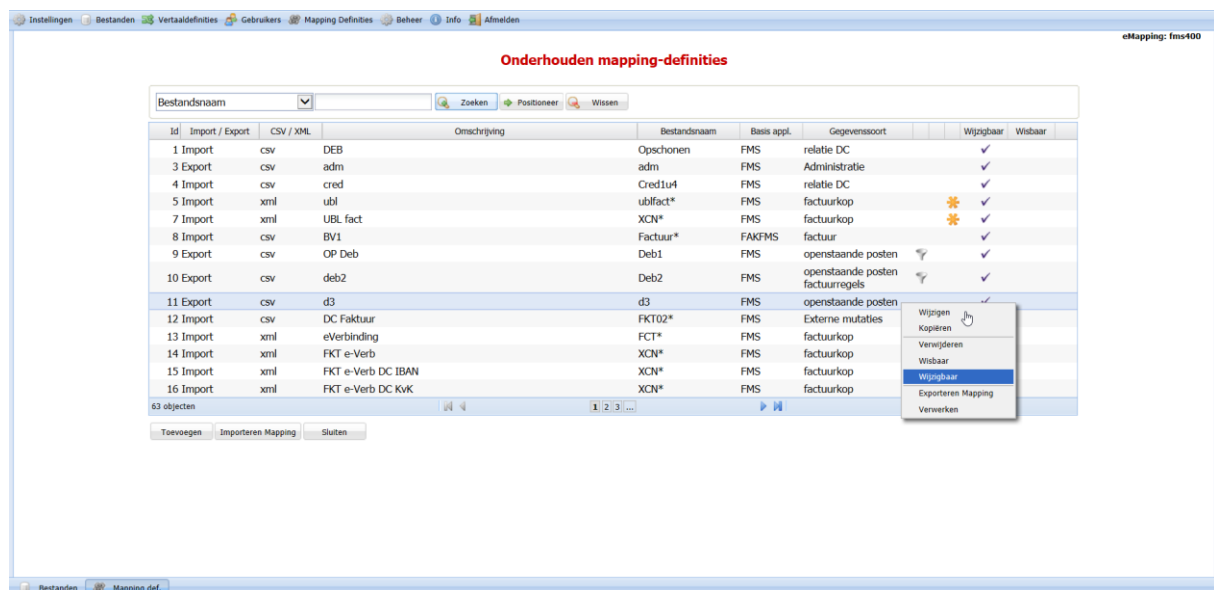 Instellingen Bestanden Vertaaldefinities Gebruikers Mapping Definities Beheer Info Afmelden
eMapping: fms400
Onderhouden mapping-definities
Bestandsnaam Zoeken Positioneer Wissen
Id Import / Export CSV / XML Omschrijving Bestandsnaam Basis appl. Gegevenssoort Wijzigbaar Wisbaar
1 Import csv DEB Opschonen FMS relatie DC
3 Export csv adm adm FMS Administratie
4 Import csv cred Cred1u4 FMS relatie DC
5 Import xml ubl ublfact* FMS factuurkop
7 Import xml UBL fact XCN* FMS factuurkop
8 Import csv BV1 Factuur* FAKFMS factuur
9 Export csv OP Deb Deb1 FMS openstaande posten
10 Export csv deb2 Deb2 FMS openstaande posten
factuurregels
11 Export csv d3 d3 FMS openstaande posten
12 Import csv DC Faktuur FKT02* FMS Externe mutaties
13 Import xml eVerbinding FCT* FMS factuurkop
14 Import xml FKT e-Verb XCN* FMS factuurkop
15 Import xml FKT e-Verb DC IBAN XCN* FMS factuurkop
16 Import xml FKT e-Verb DC KvK XCN* FMS factuurkop
Wijzigen
Kopiëren
Verwijderen
Wisbaar
Wijzigbaar
Exporteren Mapping
Verwerken
63 objecten 1 2 3 ...
Toevoegen Importeren Mapping Sluiten
Bestanden Mapping def.